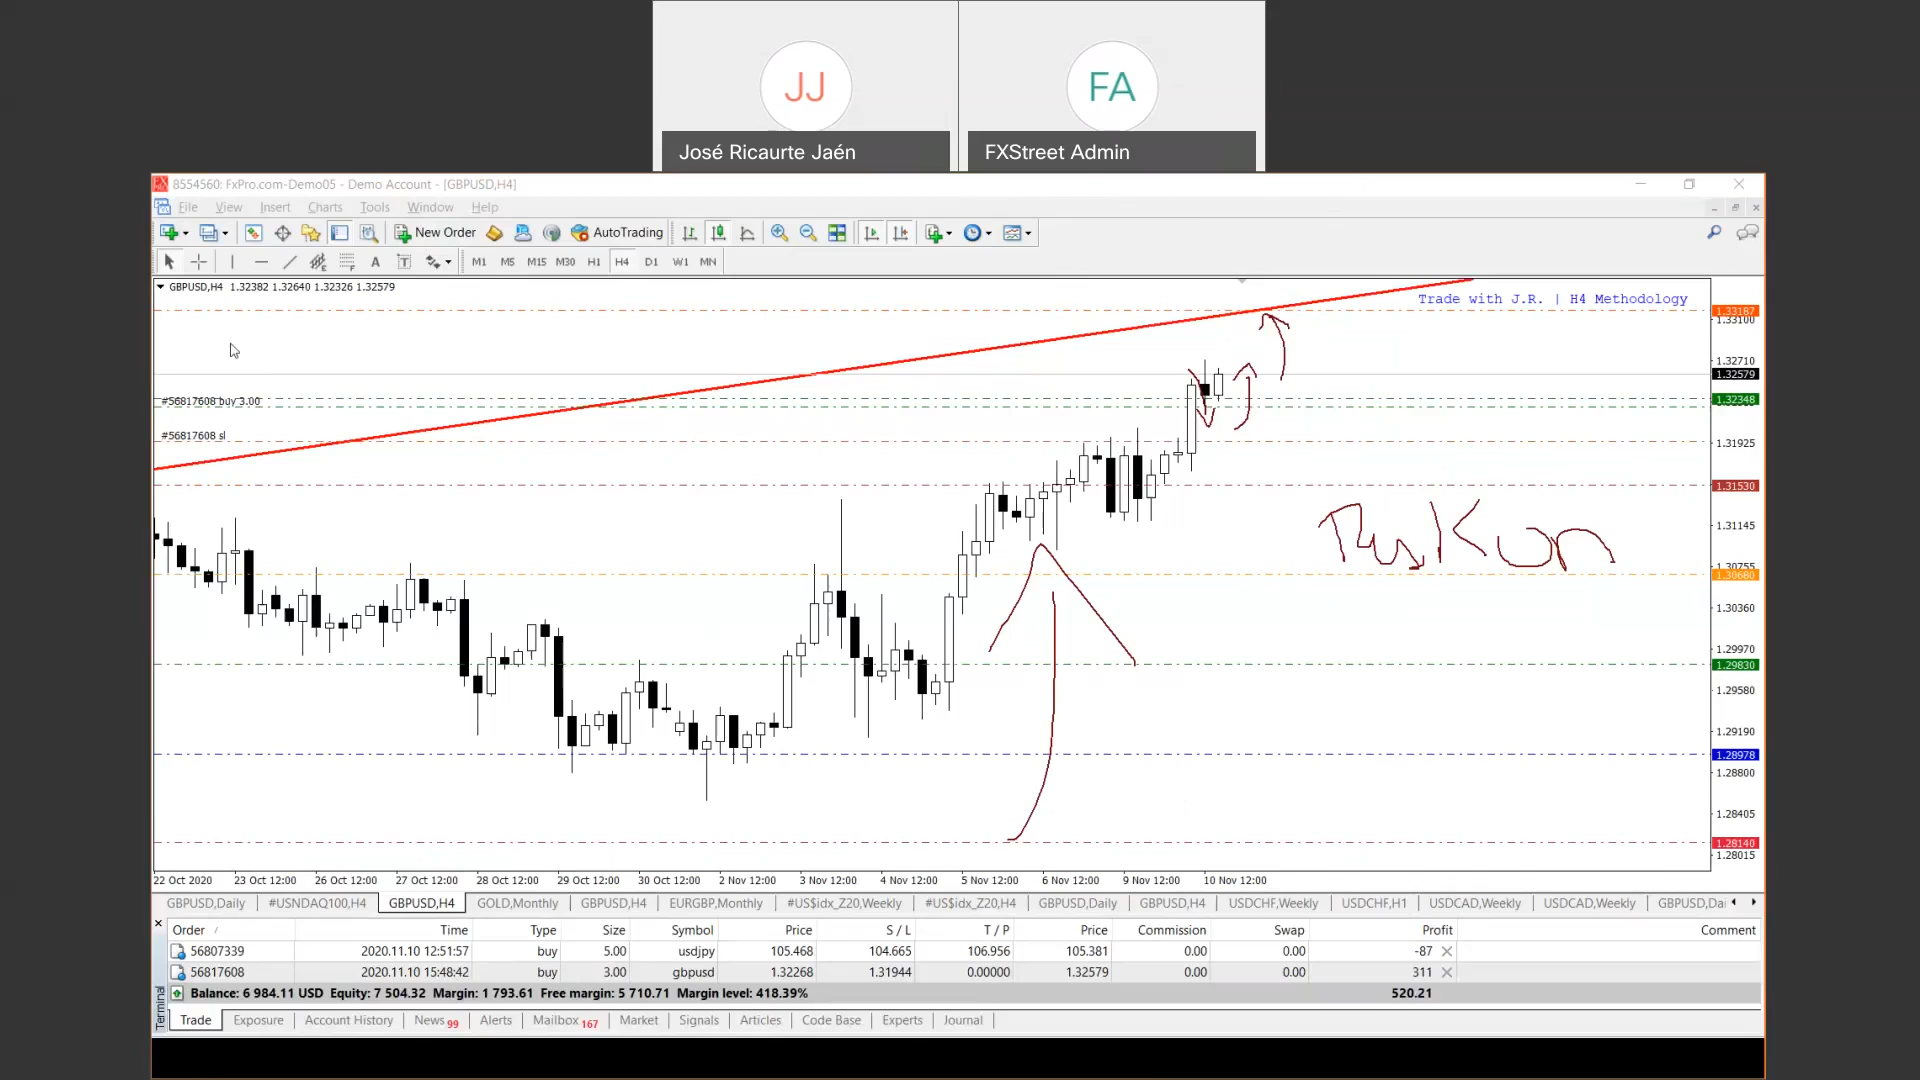 JJ
FA
José Ricaurte Jaén
FXStreet Admin
8554560: FxPro.com-Demo05 - Demo Account - [GBPUSD,H4]
File View Insert Charts Tools Window Help
New Order AutoTrading
A T M1 M5 M15 M30 H1 H4 D1 W1 MN
GBPUSD,H4 1.32382 1.32640 1.32326 1.32579
Trade with J.R. | H4 Methodology
1.33187
1.33100
1.32710
1.32579
#56817608 buy 3.00
1.32348
#56817608 sl
1.31925
1.31530
1.31145
1.30755
1.30680
1.30360
1.29970
1.29830
1.29580
1.29190
1.28978
1.28800
1.28405
1.28140
1.28015
22 Oct 2020 23 Oct 12:00 26 Oct 12:00 27 Oct 12:00 28 Oct 12:00 29 Oct 12:00 30 Oct 12:00 2 Nov 12:00 3 Nov 12:00 4 Nov 12:00 5 Nov 12:00 6 Nov 12:00 9 Nov 12:00 10 Nov 12:00
GBPUSD,Daily #USNDAQ100,H4 GBPUSD,H4 GOLD,Monthly GBPUSD,H4 EURGBP,Monthly #US$idx_Z20,Weekly #US$idx_Z20,H4 GBPUSD,Daily GBPUSD,H4 USDCHF,Weekly USDCHF,H1 USDCAD,Weekly USDCAD,Weekly GBPUSD,Dai
Order / Time Type Size Symbol Price S / L T / P Price Commission Swap Profit Comment
56807339 2020.11.10 12:51:57 buy 5.00 usdjpy 105.468 104.665 106.956 105.381 0.00 0.00 -87
56817608 2020.11.10 15:48:42 buy 3.00 gbpusd 1.32268 1.31944 0.00000 1.32579 0.00 0.00 311
Balance: 6 984.11 USD Equity: 7 504.32 Margin: 1 793.61 Free margin: 5 710.71 Margin level: 418.39% 520.21
Terminal
Trade Exposure Account History News 99 Alerts Mailbox 167 Market Signals Articles Code Base Experts Journal